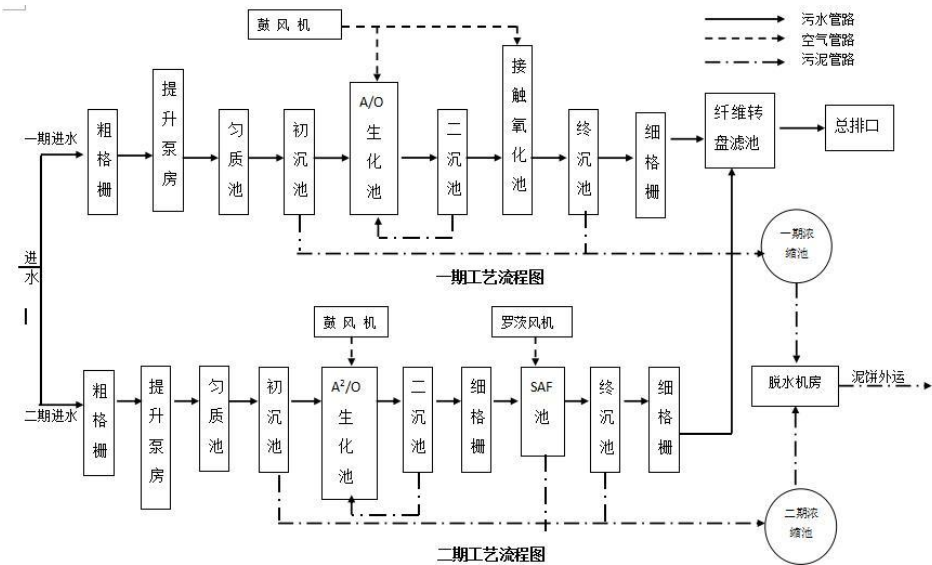 鼓 风 机
污水管路
空气管路
污泥管路
一期进水
粗格栅
提升泵房
匀质池
初沉池
A/O
生化池
二沉池
接触氧化池
终沉池
细格栅
纤维转
盘滤池
总排口
进
水
一期浓
缩池
一期工艺流程图
鼓 风 机
罗茨风机
二期进水
粗格栅
提升泵房
匀质池
初沉池
A²/O
生化池
二沉池
细格栅
SAF
池
终沉池
细格栅
脱水机房
泥饼外运
二期浓
缩池
二期工艺流程图